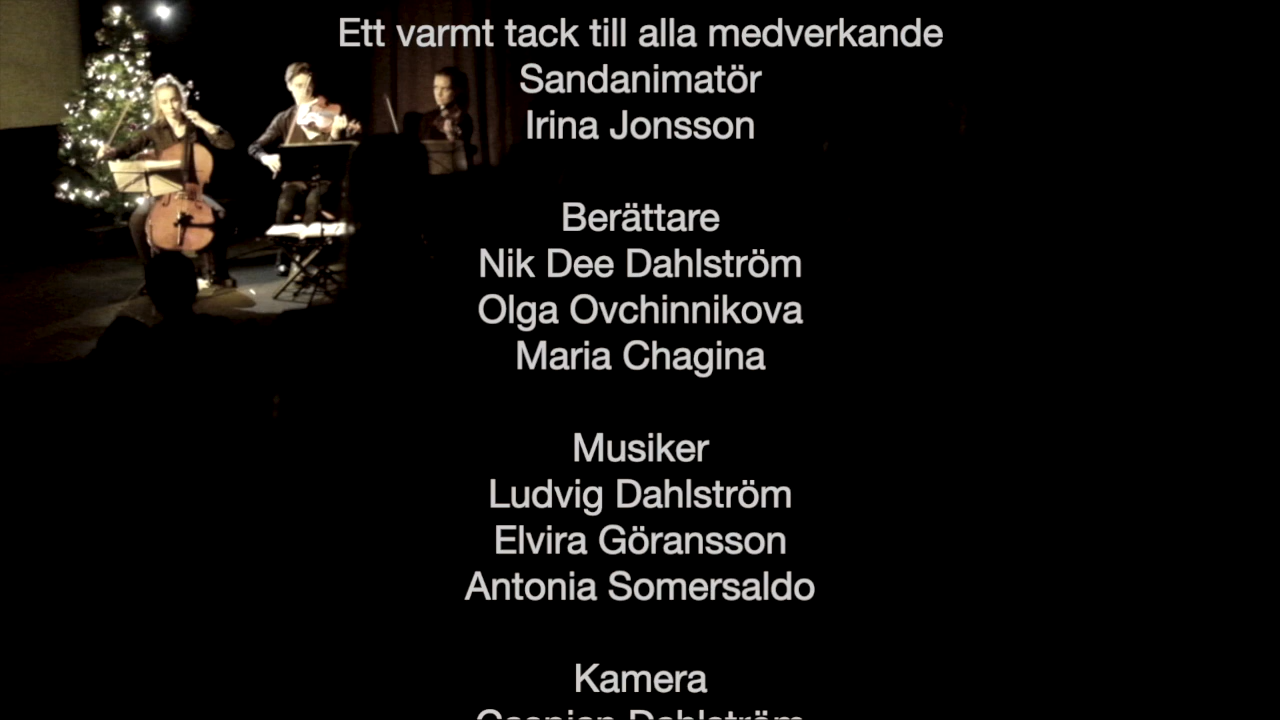 Ett varmt tack till alla medverkande
Sandanimatör
Irina Jonsson
Berättare
Nik Dee Dahlström
Olga Ovchinnikova
Maria Chagina
Musiker
Ludvig Dahlström
Elvira Göransson
Antonia Somersaldo
Kamera
Dahlström